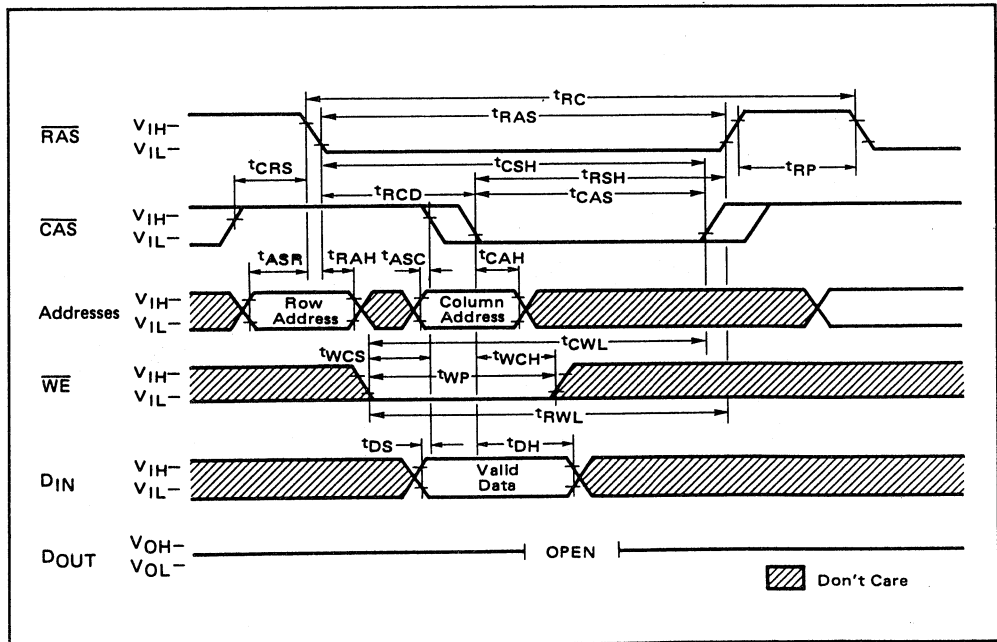 tRC
tRAS
RAS
VIH–
VIL–
tCSH
tCRS
tRSH
tRP
tRCD
tCAS
CAS
VIH–
VIL–
tASR
tRAH
tASC
tCAH
Addresses
VIH–
VIL–
Row
Address
Column
Address
tCWL
tWCS
tWCH
tWP
WE
VIH–
VIL–
tRWL
tDS
tDH
DIN
VIH–
VIL–
Valid
Data
DOUT
VOH–
VOL–
OPEN
Don't Care